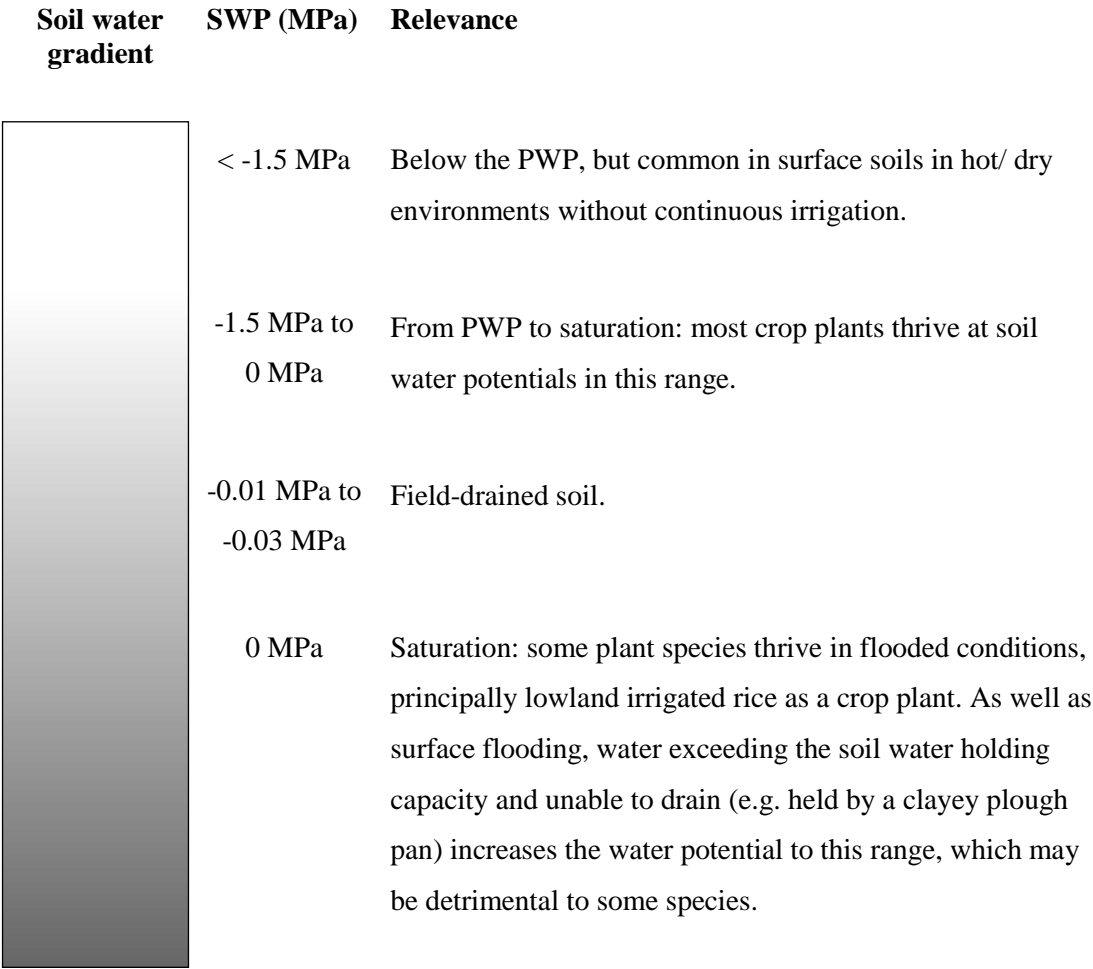 Soil water gradient SWP (MPa) Relevance
< -1.5 MPa Below the PWP, but common in surface soils in hot/ dry
environments without continuous irrigation.
-1.5 MPa to
0 MPa
From PWP to saturation: most crop plants thrive at soil
water potentials in this range.
-0.01 MPa to
-0.03 MPa
Field-drained soil.
0 MPa Saturation: some plant species thrive in flooded conditions,
principally lowland irrigated rice as a crop plant. As well as
surface flooding, water exceeding the soil water holding
capacity and unable to drain (e.g. held by a clayey plough
pan) increases the water potential to this range, which may
be detrimental to some species.